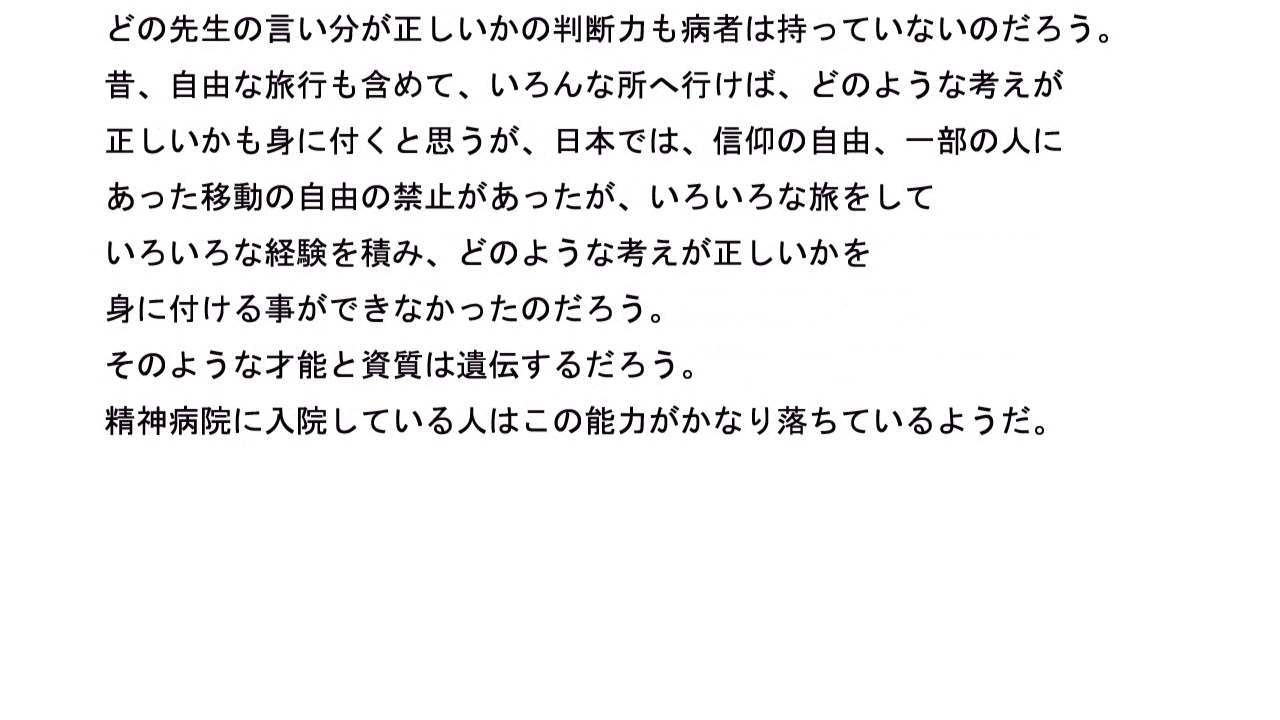 どの先生の言い分が正しいかの判断力も病者は持っていないのだろう。
昔、自由な旅行も含めて、いろんな所へ行けば、どのような考えが
正しいかも身に付くと思うが、日本では、信仰の自由、一部の人に
あった移動の自由の禁止があったが、いろいろな旅をして
いろいろな経験を積み、どのような考えが正しいかを
身に付ける事ができなかったのだろう。
そのような才能と資質は遺伝するだろう。
精神病院に入院している人はこの能力がかなり落ちているようだ。